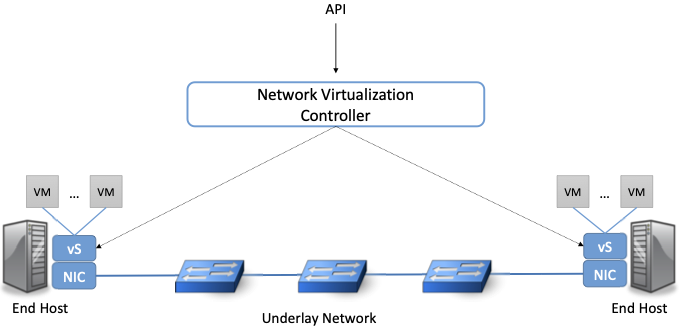 API
Network Virtualization
Controller
VM ... VM
VM ... VM
vS
vS
NIC
NIC
End Host
End Host
Underlay Network